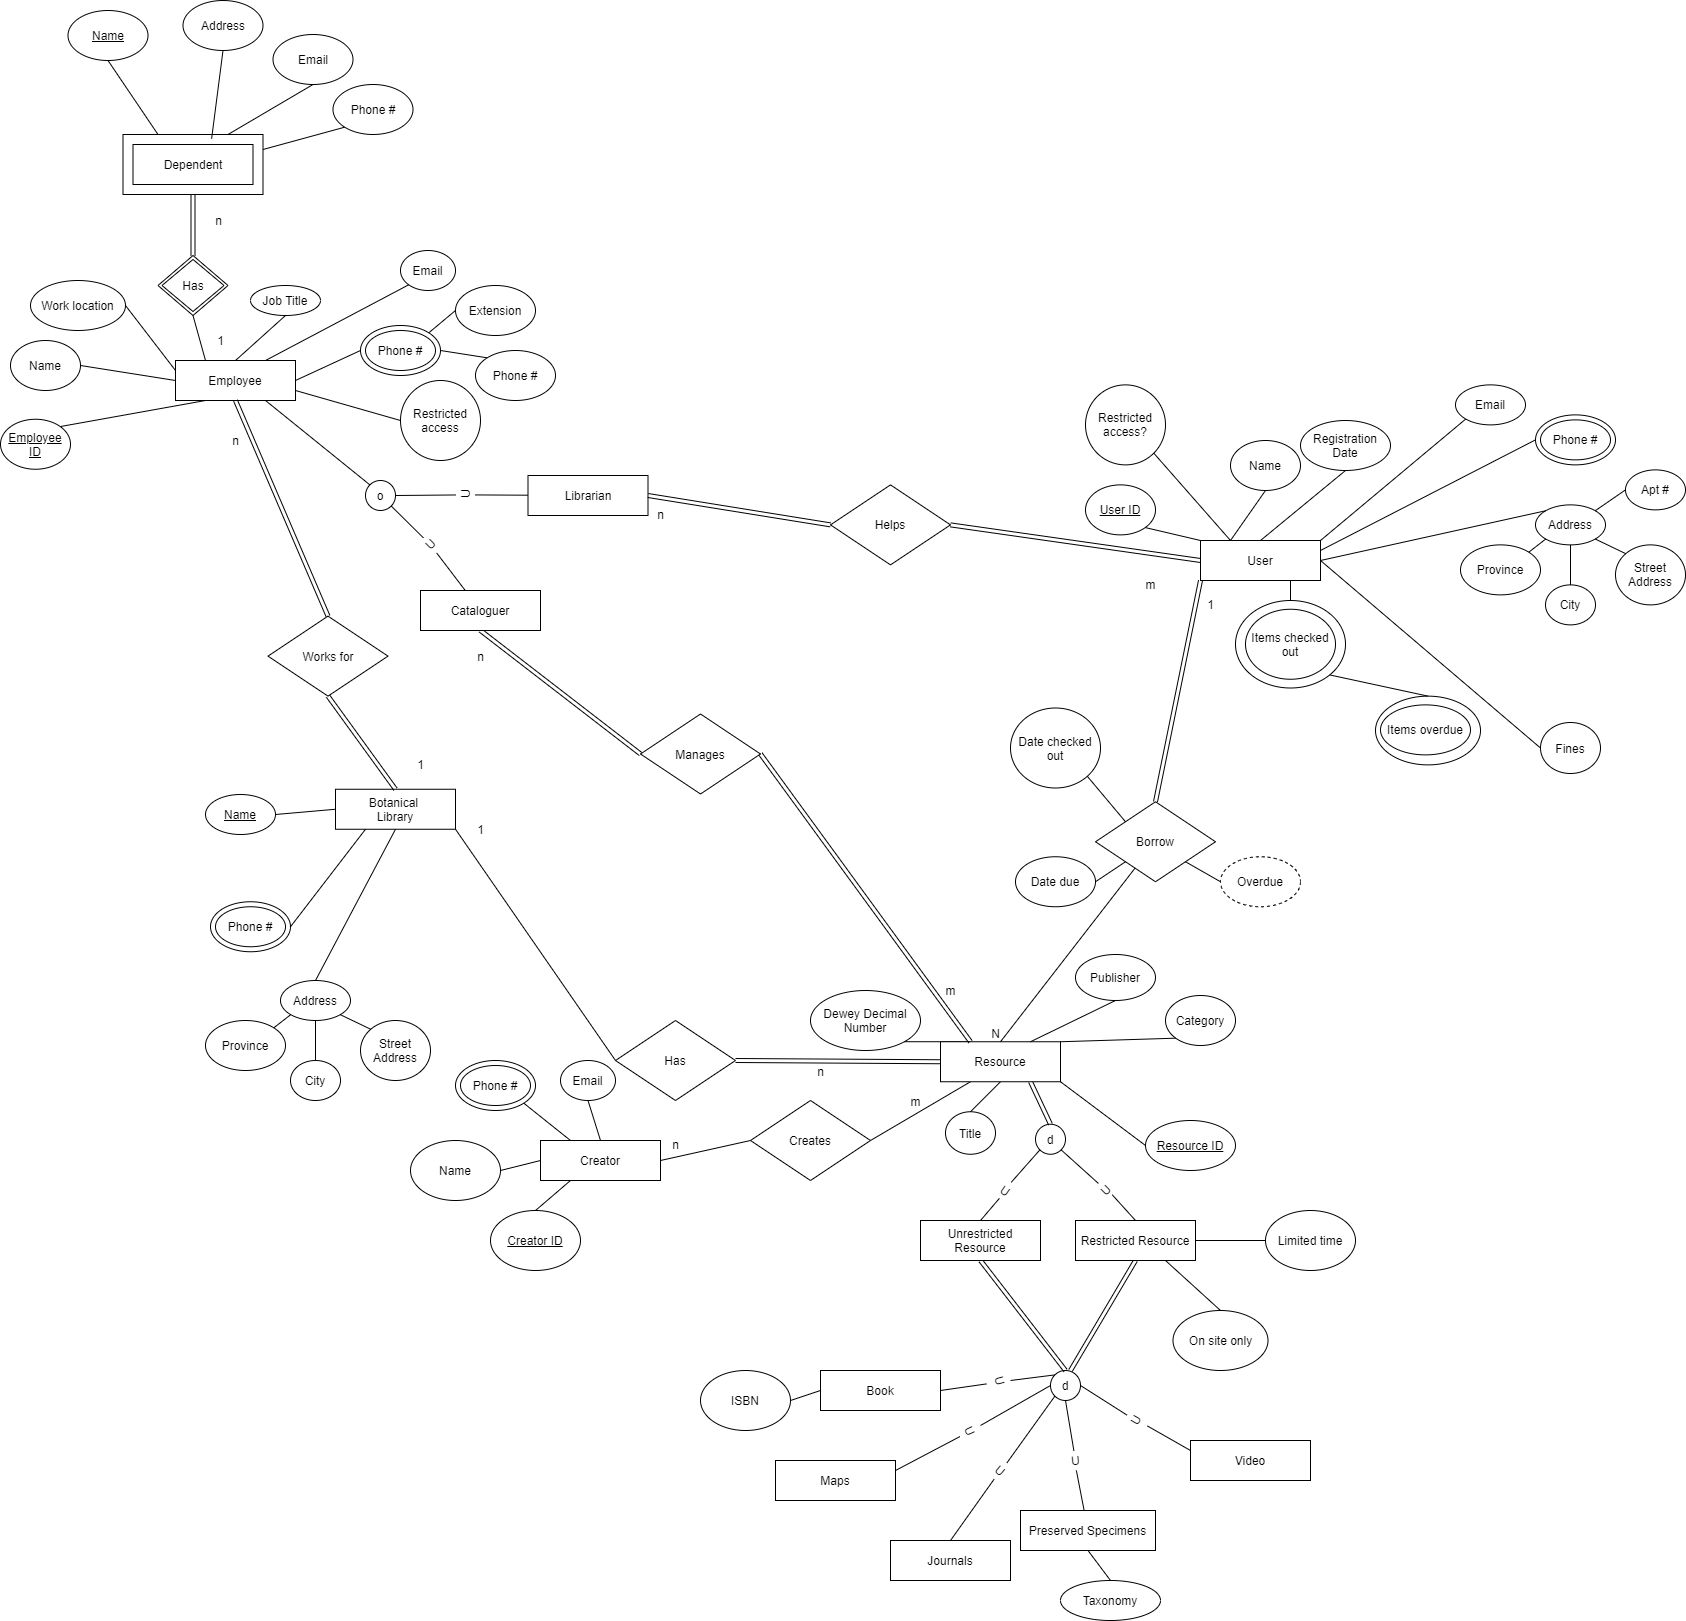 Name
Address
Email
Phone #
Dependent
n
Has
Email
Work location
Job Title
Extension
1
Name
Phone #
Phone #
Employee
Restricted
access
Employee
ID
n
o
⊃
Librarian
n
Helps
Restricted
access?
Name
Registration
Date
Email
Phone #
User ID
Apt #
Address
User
Province
Street
Address
City
m
1
Items checked
out
Items overdue
Fines
⊃
Cataloguer
n
Works for
Manages
Date checked
out
1
Botanical
Library
Name
1
Borrow
Date due
Overdue
Phone #
Publisher
m
Address
Dewey Decimal
Number
Category
N
Province
Street
Address
City
Has
n
Resource
Phone #
Email
m
Title
d
Resource ID
n
Creates
Name
Creator
Creator ID
⊃
⊃
Unrestricted
Resource
Restricted Resource
Limited time
On site only
ISBN
Book
⊃
d
⊃
⊃
⊃
⊃
Maps
Video
Journals
Preserved Specimens
Taxonomy